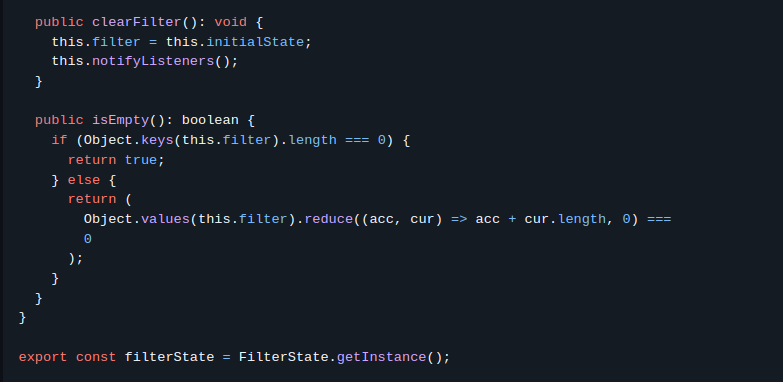 public clearFilter(): void {
this.filter = this.initialState;
this.notifyListeners();
}
public isEmpty(): boolean {
if (Object.keys(this.filter).length === 0) {
return true;
} else {
return (
Object.values(this.filter).reduce((acc, cur) => acc + cur.length, 0) ===
0
);
}
}
}
export const filterState = FilterState.getInstance();